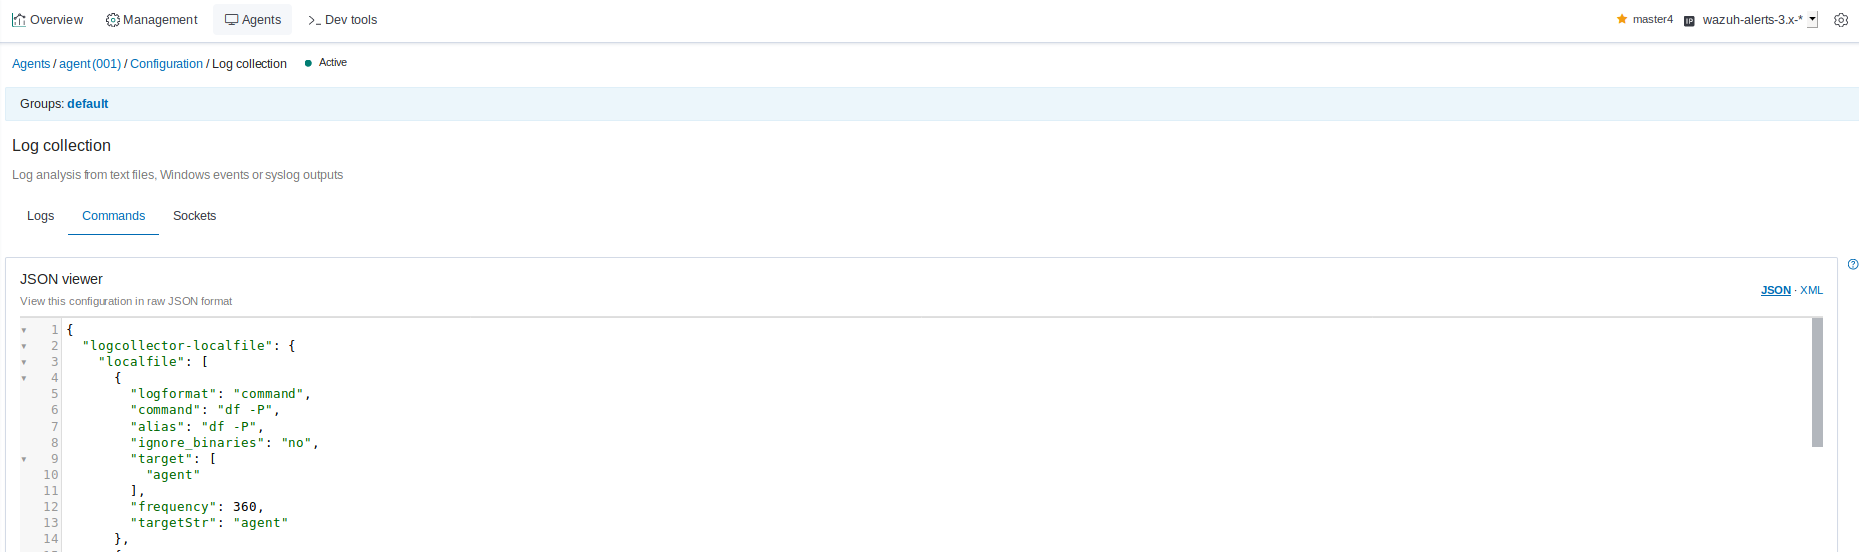 Overview Management Agents >_ Dev tools master4 IP wazuh-alerts-3.x-*
Agents / agent (001) / Configuration / Log collection Active
Groups: default
Log collection
Log analysis from text files, Windows events or syslog outputs
Logs Commands Sockets
JSON viewer
View this configuration in raw JSON format
JSON · XML
1 {
2 "logcollector-localfile": {
3 "localfile": [
4 {
5 "logformat": "command",
6 "command": "df -P",
7 "alias": "df -P",
8 "ignore_binaries": "no",
9 "target": [
10 "agent"
11 ],
12 "frequency": 360,
13 "targetStr": "agent"
14 },